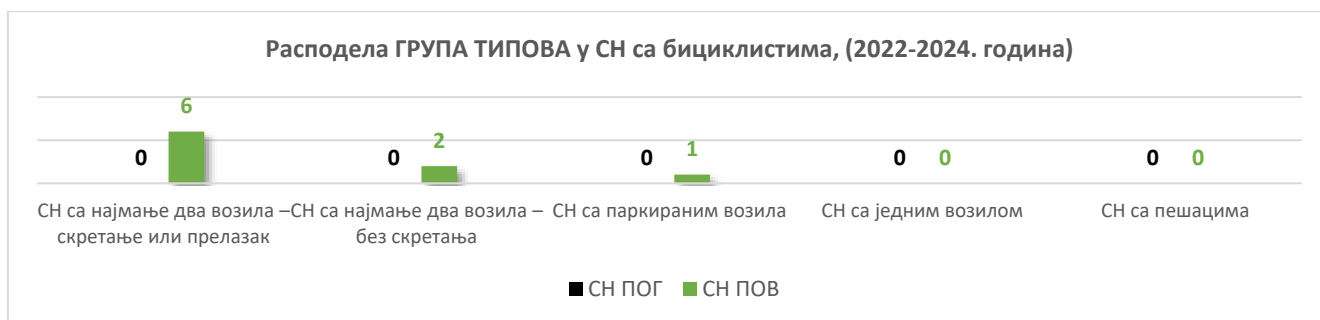 Расподела ГРУПА ТИПОВА у СН са бициклистима, (2022-2024. година)
0 6 0 2 0 1 0 0 0 0
СН са најмање два возила – скретање или прелазак
СН са најмање два возила – без скретања
СН са паркираним возила
СН са једним возилом
СН са пешацима
СН ПОГ СН ПОВ